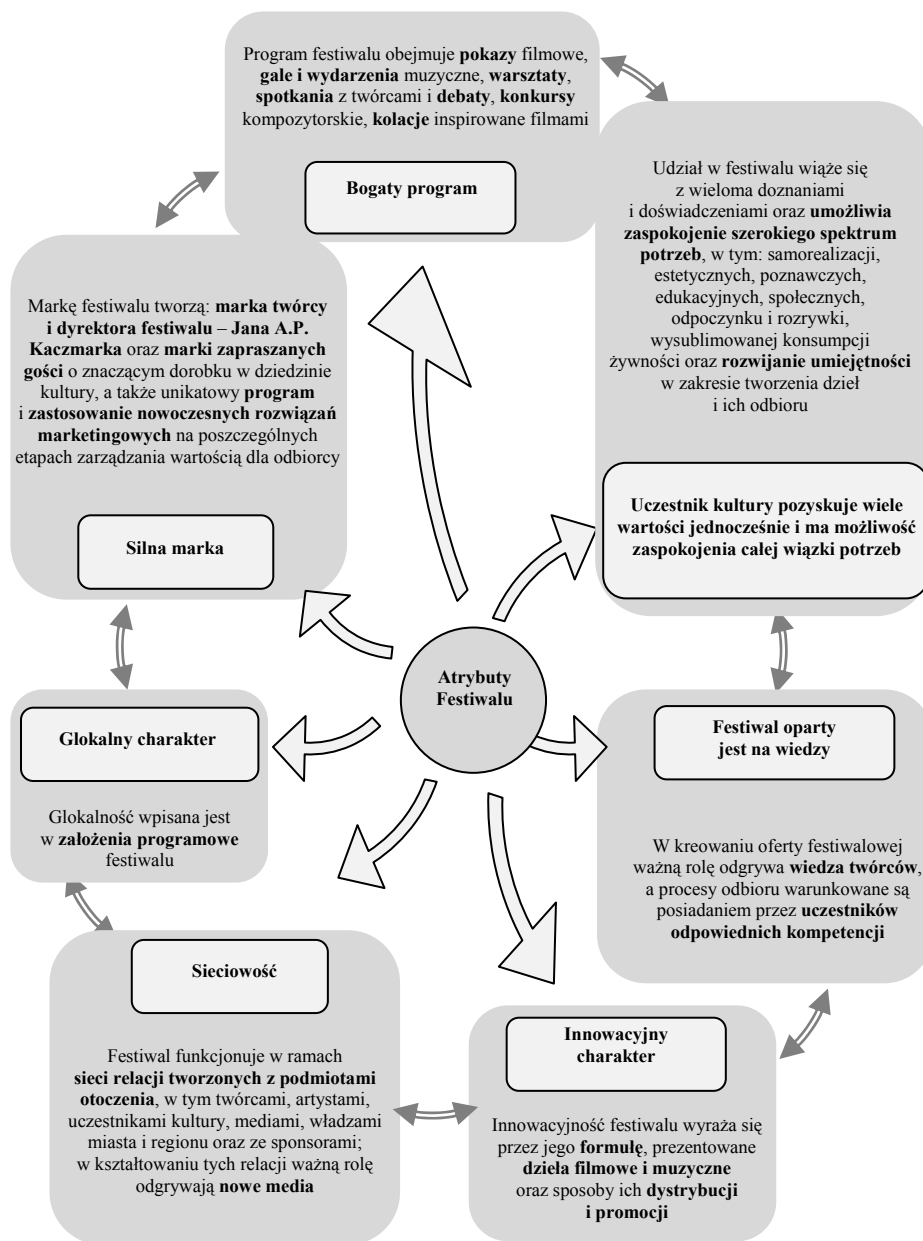 Program festiwalu obejmuje pokazy filmowe,
gale i wydarzenia muzyczne, warsztaty,
spotkania z twórcami i debaty, konkursy
kompozytorskie, kolacje inspirowane filmami
Bogaty program
Udział w festiwalu wiąże się
z wieloma doznaniami
i doświadczeniami oraz umożliwia
zaspokojenie szerokiego spektrum
potrzeb, w tym: samorealizacji,
estetycznych, poznawczych,
edukacyjnych, społecznych,
odpoczynku i rozrywki,
wysublimowanej konsumpcji
żywności oraz rozwijanie umiejętności
w zakresie tworzenia dzieł
i ich odbioru
Uczestnik kultury pozyskuje wiele
wartości jednocześnie i ma możliwość
zaspokojenia całej wiązki potrzeb
Markę festiwalu tworzą: marka twórcy
i dyrektora festiwalu – Jana A.P.
Kaczmarka oraz marki zapraszanych
gości o znaczącym dorobku w dziedzinie
kultury, a także unikatowy program
i zastosowanie nowoczesnych rozwiązań
marketingowych na poszczególnych
etapach zarządzania wartością dla odbiorcy
Silna marka
Atrybuty
Festiwalu
Glokalny charakter
Glokalność wpisana jest
w założenia programowe
festiwalu
Festiwal oparty
jest na wiedzy
W kreowaniu oferty festiwalowej
ważną rolę odgrywa wiedza twórców,
a procesy odbioru warunkowane są
posiadaniem przez uczestników
odpowiednich kompetencji
Sieciowość
Festiwal funkcjonuje w ramach
sieci relacji tworzonych z podmiotami
otoczenia, w tym twórcami, artystami,
uczestnikami kultury, mediami, władzami
miasta i regionu oraz ze sponsorami;
w kształtowaniu tych relacji ważną rolę
odgrywają nowe media
Innowacyjny
charakter
Innowacyjność festiwalu wyraża się
przez jego formułę, prezentowane
dzieła filmowe i muzyczne
oraz sposoby ich dystrybucji
i promocji